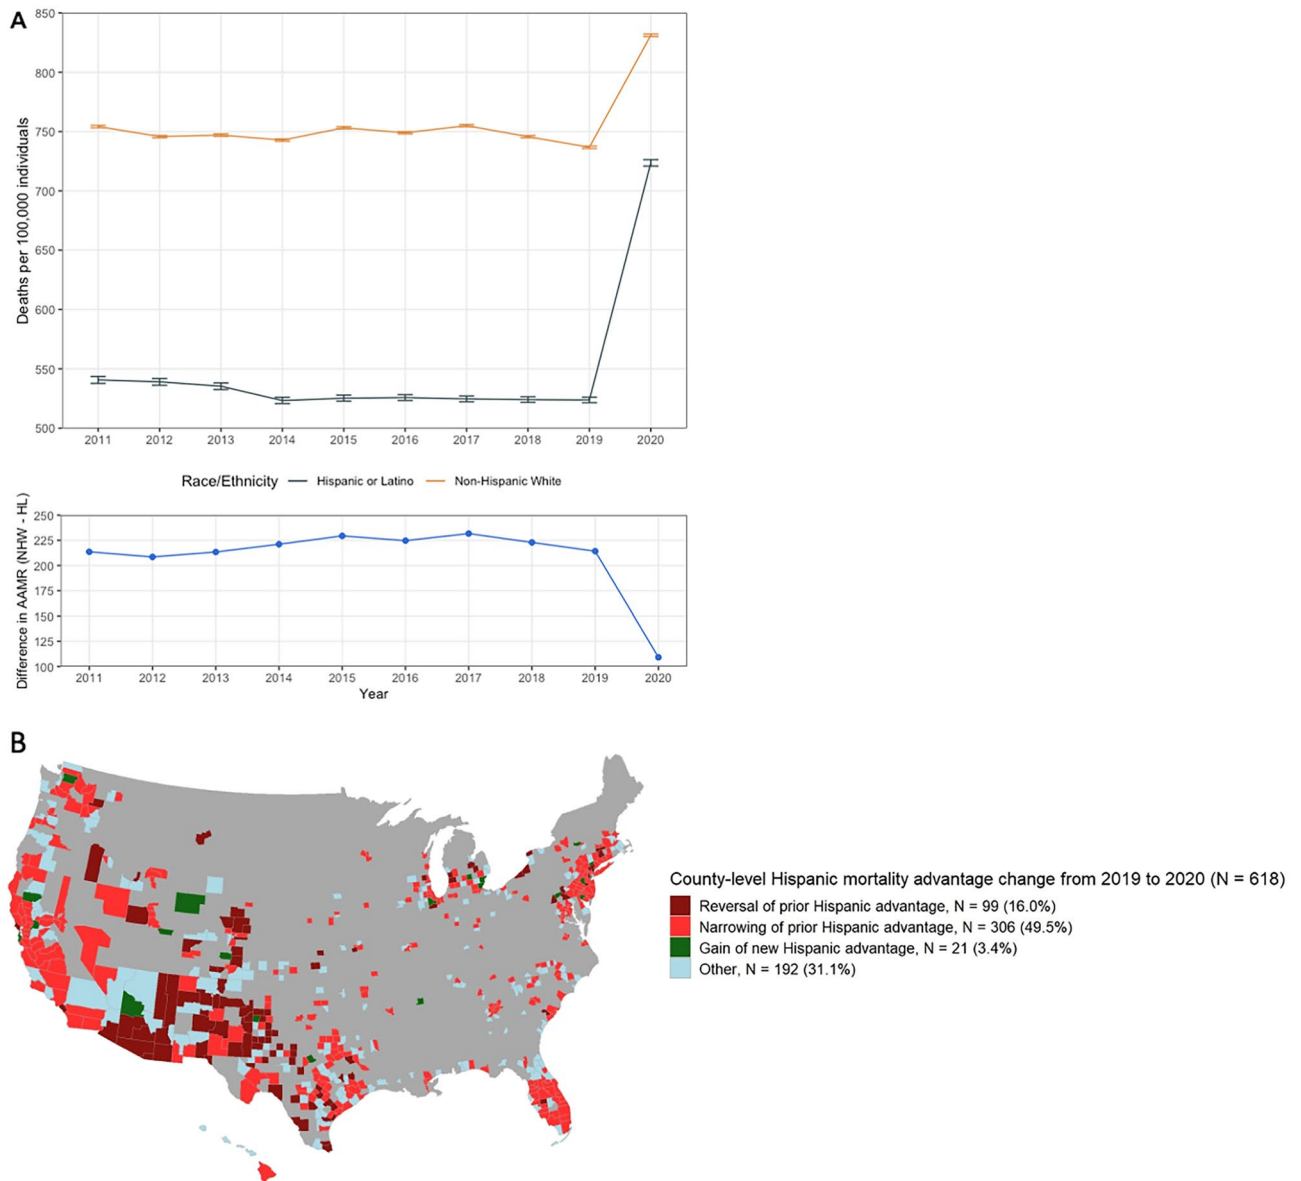 A
Deaths per 100,000 individuals
850
800
750
700
650
600
550
500
2011 2012 2013 2014 2015 2016 2017 2018 2019 2020
Race/Ethnicity Hispanic or Latino Non-Hispanic White
Difference in AAMR (NHW - HL)
250
225
200
175
150
125
100
2011 2012 2013 2014 2015 2016 2017 2018 2019 2020
Year
B
County-level Hispanic mortality advantage change from 2019 to 2020 (N = 618)
Reversal of prior Hispanic advantage, N = 99 (16.0%)
Narrowing of prior Hispanic advantage, N = 306 (49.5%)
Gain of new Hispanic advantage, N = 21 (3.4%)
Other, N = 192 (31.1%)